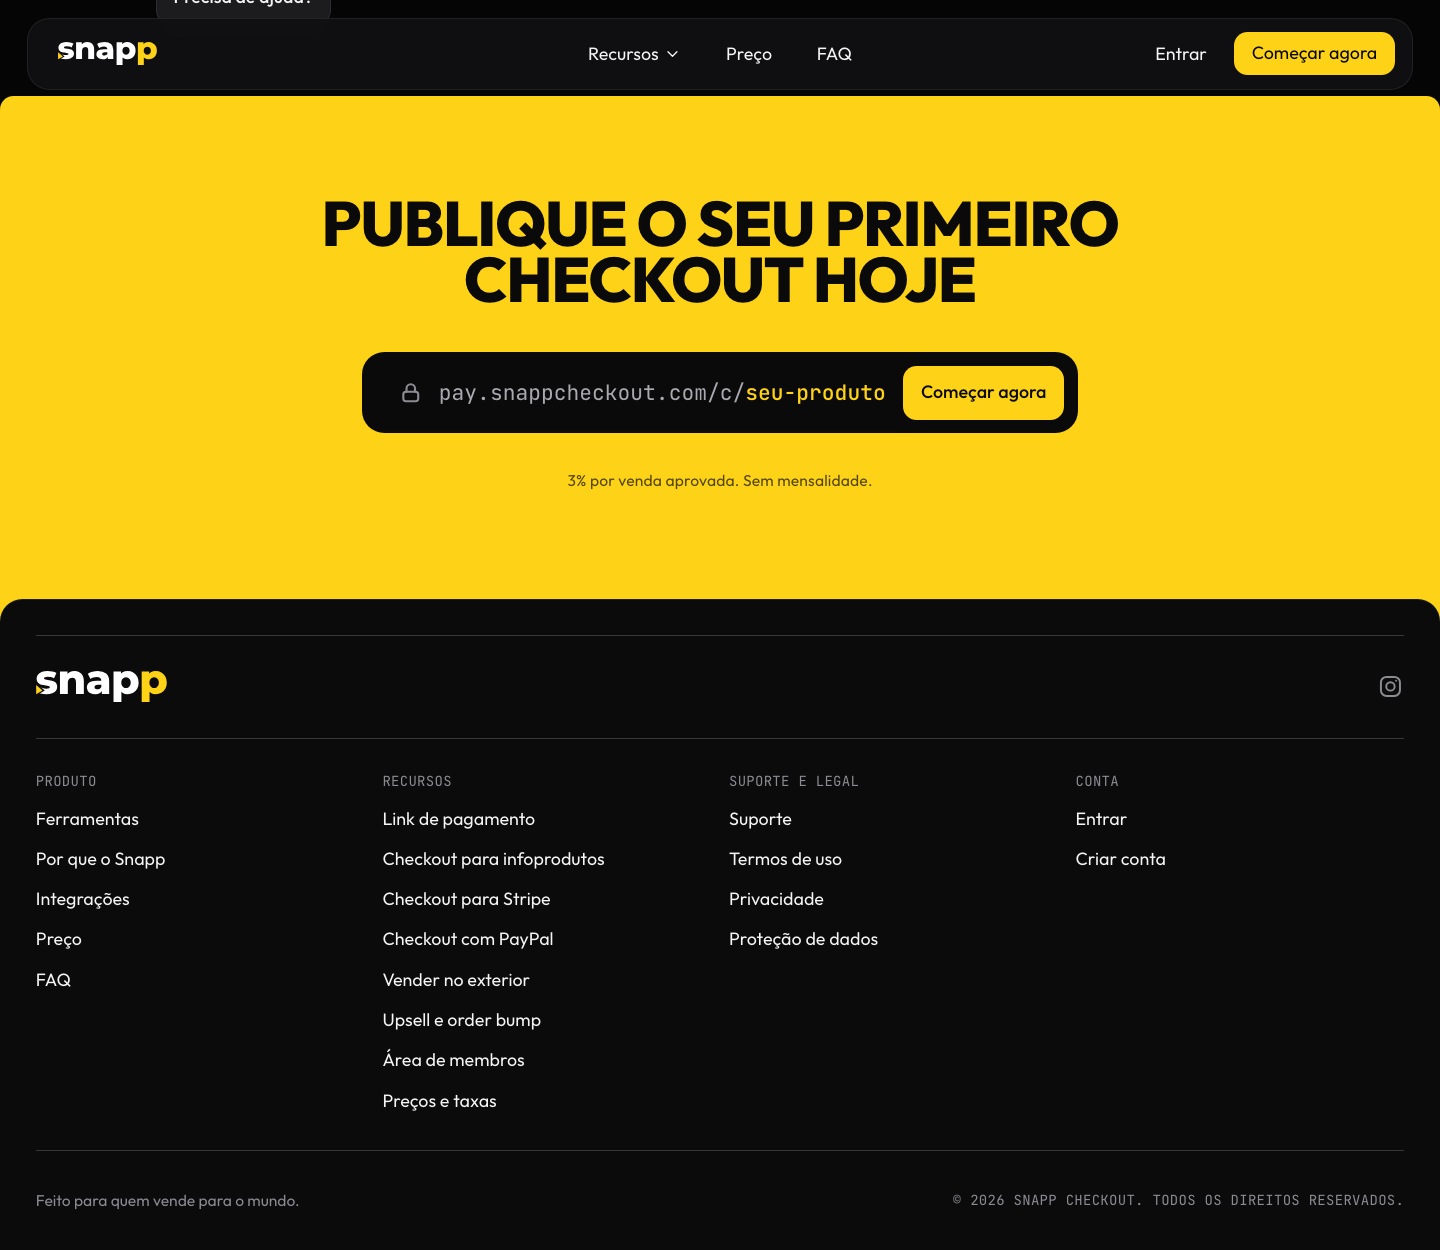 Precisa de ajuda?
snapp
Recursos
Preço
FAQ
Entrar
Começar agora
PUBLIQUE O SEU PRIMEIRO
CHECKOUT HOJE
pay.snappcheckout.com/c/seu-produto
Começar agora
3% por venda aprovada. Sem mensalidade.
snapp
PRODUTO
Ferramentas
Por que o Snapp
Integrações
Preço
FAQ
RECURSOS
Link de pagamento
Checkout para infoprodutos
Checkout para Stripe
Checkout com PayPal
Vender no exterior
Upsell e order bump
Área de membros
Preços e taxas
SUPORTE E LEGAL
Suporte
Termos de uso
Privacidade
Proteção de dados
CONTA
Entrar
Criar conta
Feito para quem vende para o mundo.
© 2026 SNAPP CHECKOUT. TODOS OS DIREITOS RESERVADOS.